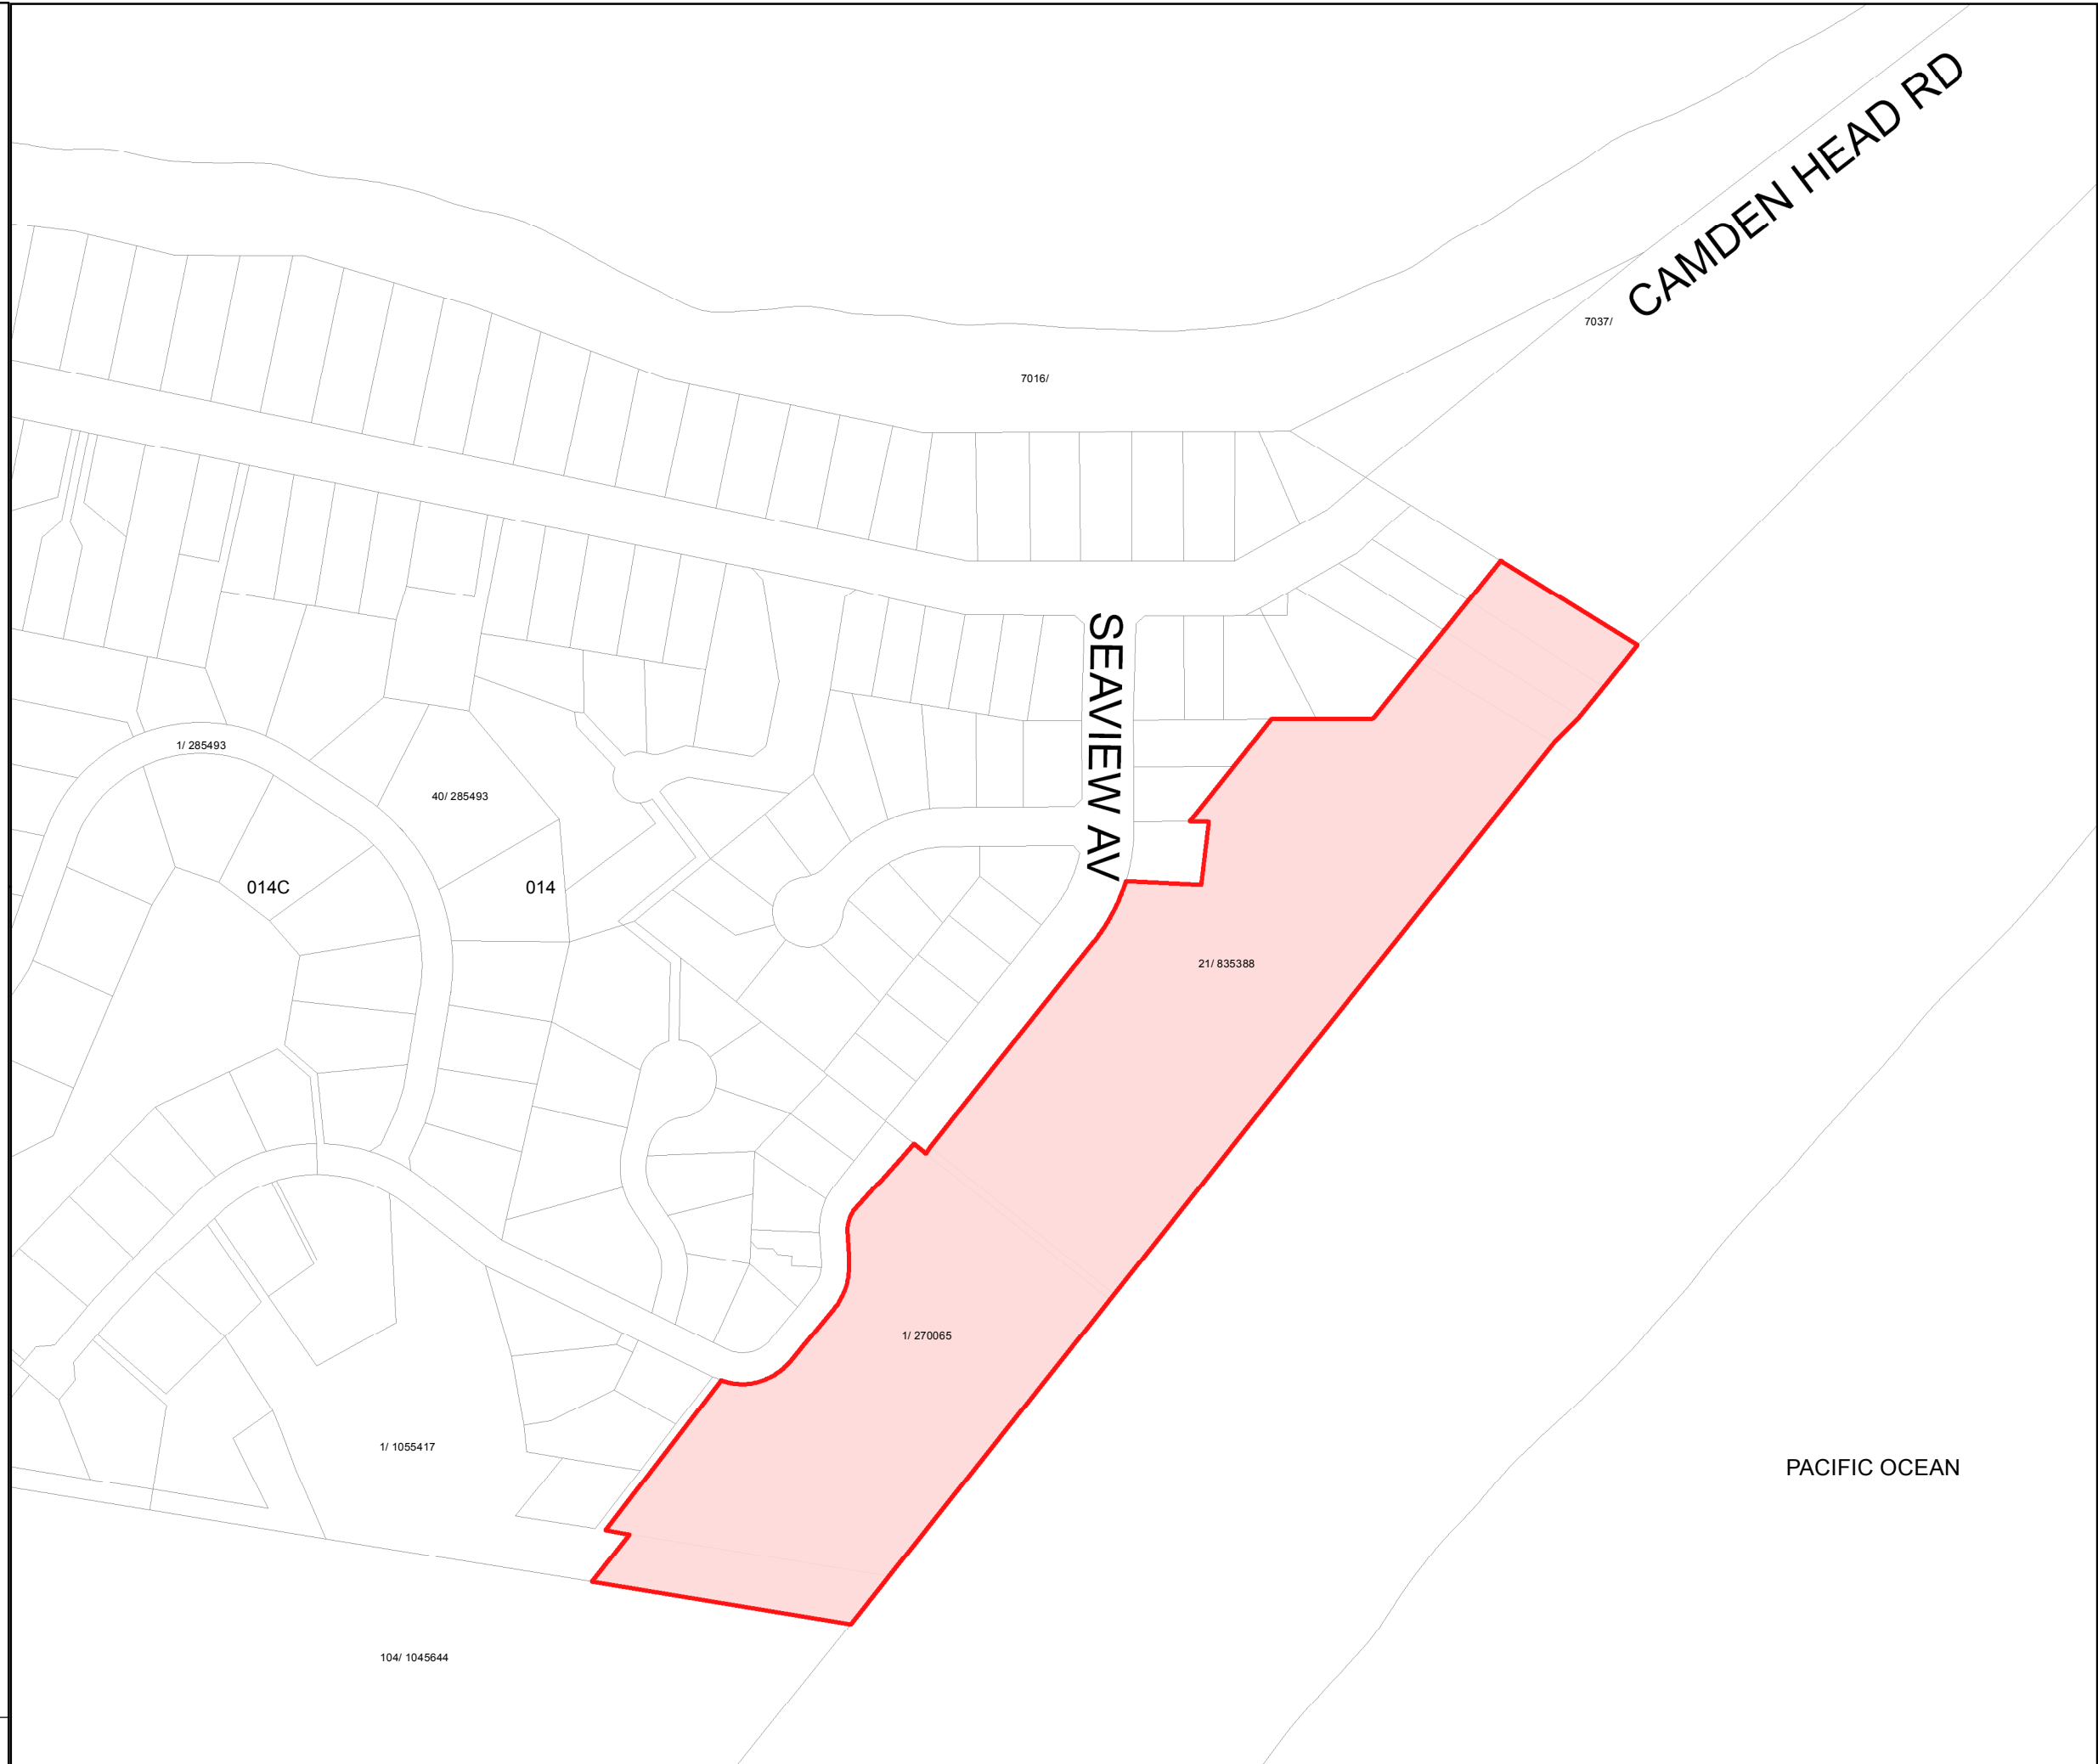 CAMDEN HEAD RD
7037/
7016/
SEAVIEW AV
1/ 285493
40/ 285493
014C
014
21/ 835388
1/ 270065
1/ 1055417
PACIFIC OCEAN
104/ 1045644